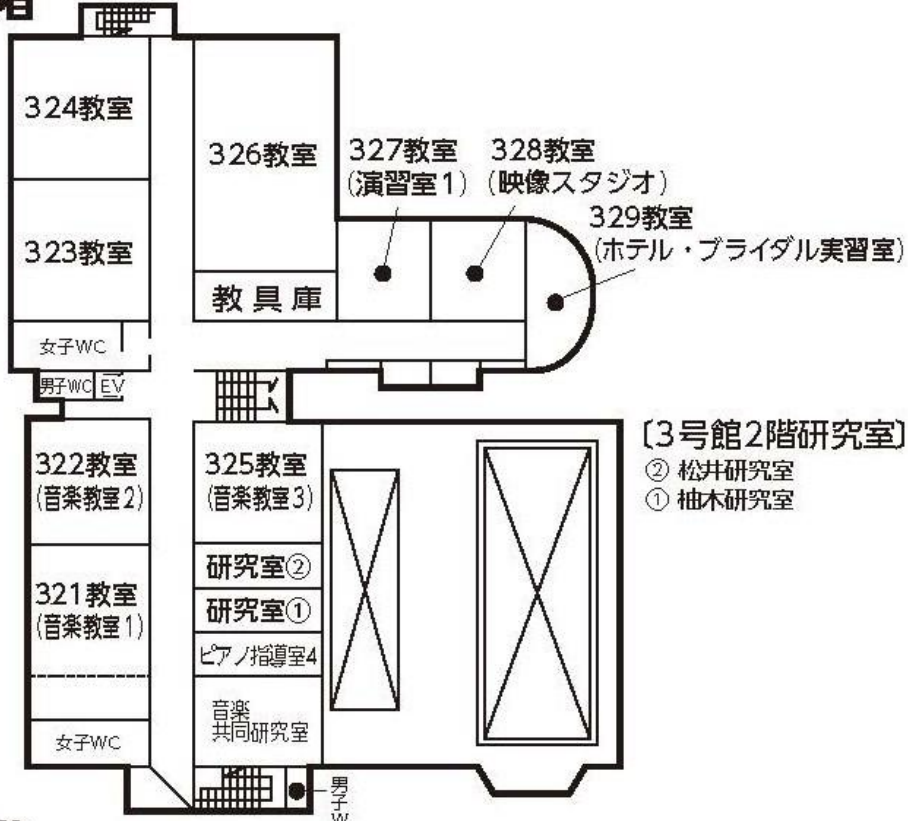 階
324教室
326教室
327教室
(演習室1)
328教室
(映像スタジオ)
329教室
(ホテル・ブライダル実習室)
323教室
教具庫
女子WC
男子WC
EV
322教室
(音楽教室2)
325教室
(音楽教室3)
〔3号館2階研究室〕
② 松井研究室
① 柚木研究室
研究室②
321教室
(音楽教室1)
研究室①
ピアノ指導室4
音楽
共同研究室
女子WC
男子W